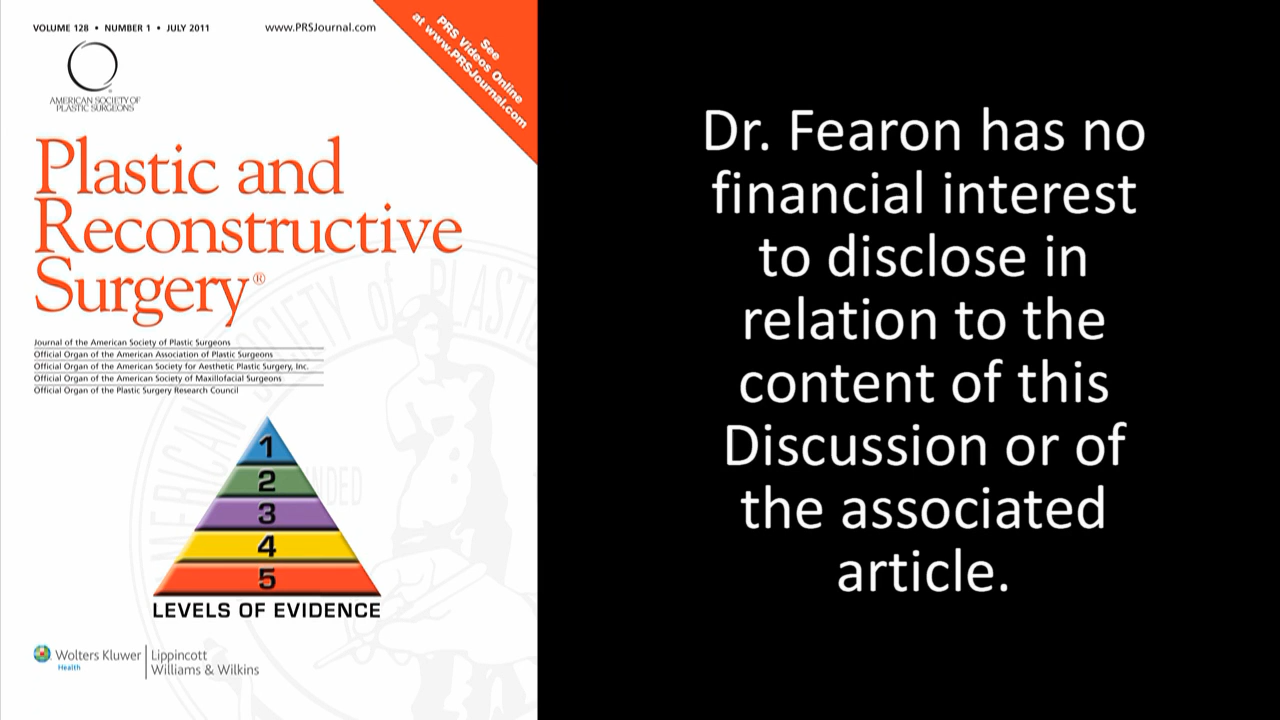 VOLUME 128 • NUMBER 1 • JULY 2011
www.PRSJournal.com
See
PRS Videos Online
at www.PRSJournal.com
AMERICAN SOCIETY OF
PLASTIC SURGEONS
Plastic and
Reconstructive
Surgery®
Journal of the American Society of Plastic Surgeons
Official Organ of the American Association of Plastic Surgeons
Official Organ of the American Society for Aesthetic Plastic Surgery, Inc.
Official Organ of the American Society of Maxillofacial Surgeons
Official Organ of the Plastic Surgery Research Council
1
2
3
4
5
LEVELS OF EVIDENCE
Wolters Kluwer
Health
Lippincott
Williams & Wilkins
Dr. Fearon has no
financial interest
to disclose in
relation to the
content of this
Discussion or of
the associated
article.